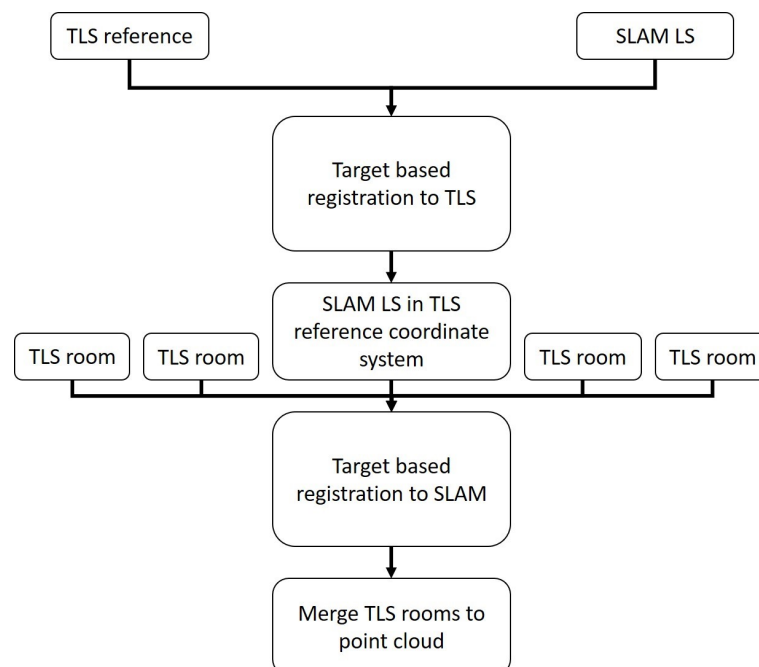 TLS reference
SLAM LS
Target based
registration to TLS
SLAM LS in TLS
reference coordinate
system
TLS room
TLS room
TLS room
TLS room
Target based
registration to SLAM
Merge TLS rooms to
point cloud